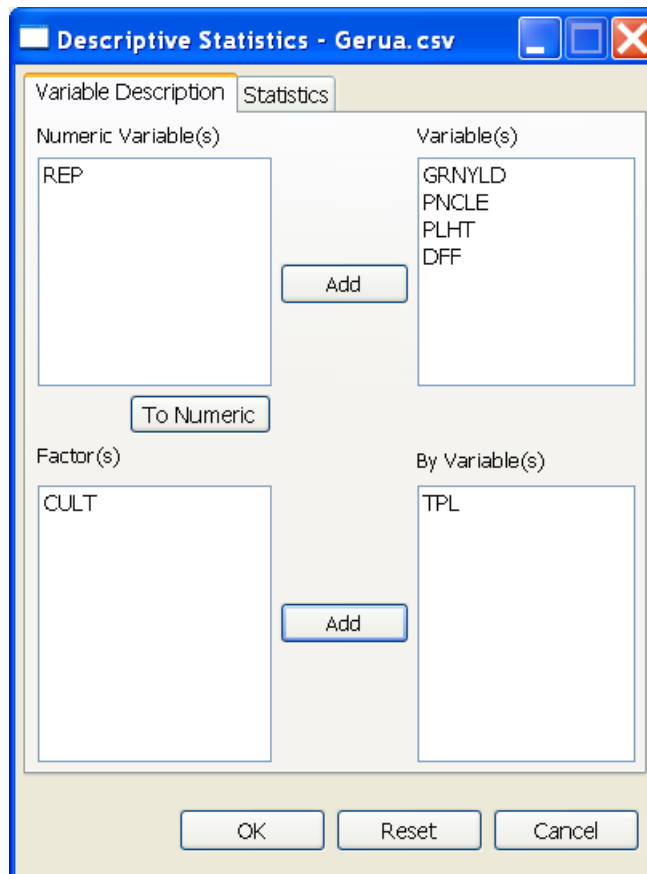 Descriptive Statistics - Gerua.csv
Variable Description
Statistics
Numeric Variable(s)
Variable(s)
REP
GRNYLD
PNCLE
PLHT
DFF
Add
To Numeric
Factor(s)
By Variable(s)
CULT
TPL
Add
OK
Reset
Cancel